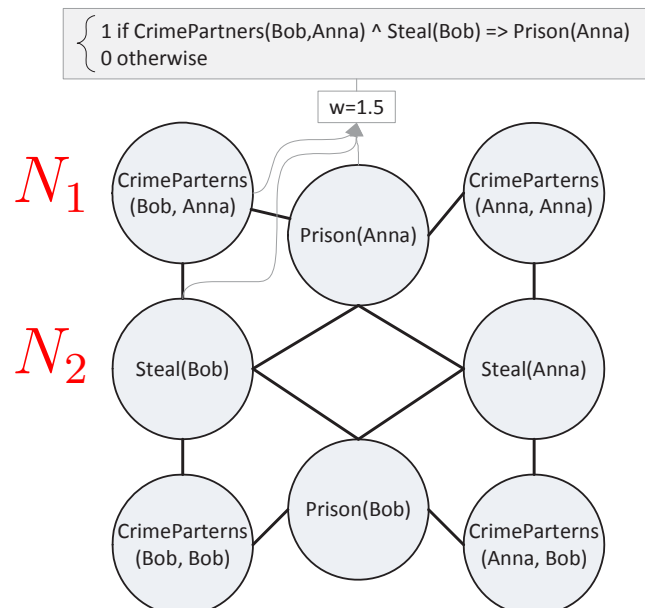 1 if CrimePartners(Bob,Anna) ^ Steal(Bob) => Prison(Anna)
0 otherwise
w=1.5
N1
CrimeParterns
(Bob, Anna)
Prison(Anna)
CrimeParterns
(Anna, Anna)
N2
Steal(Bob)
Steal(Anna)
CrimeParterns
(Bob, Bob)
Prison(Bob)
CrimeParterns
(Anna, Bob)